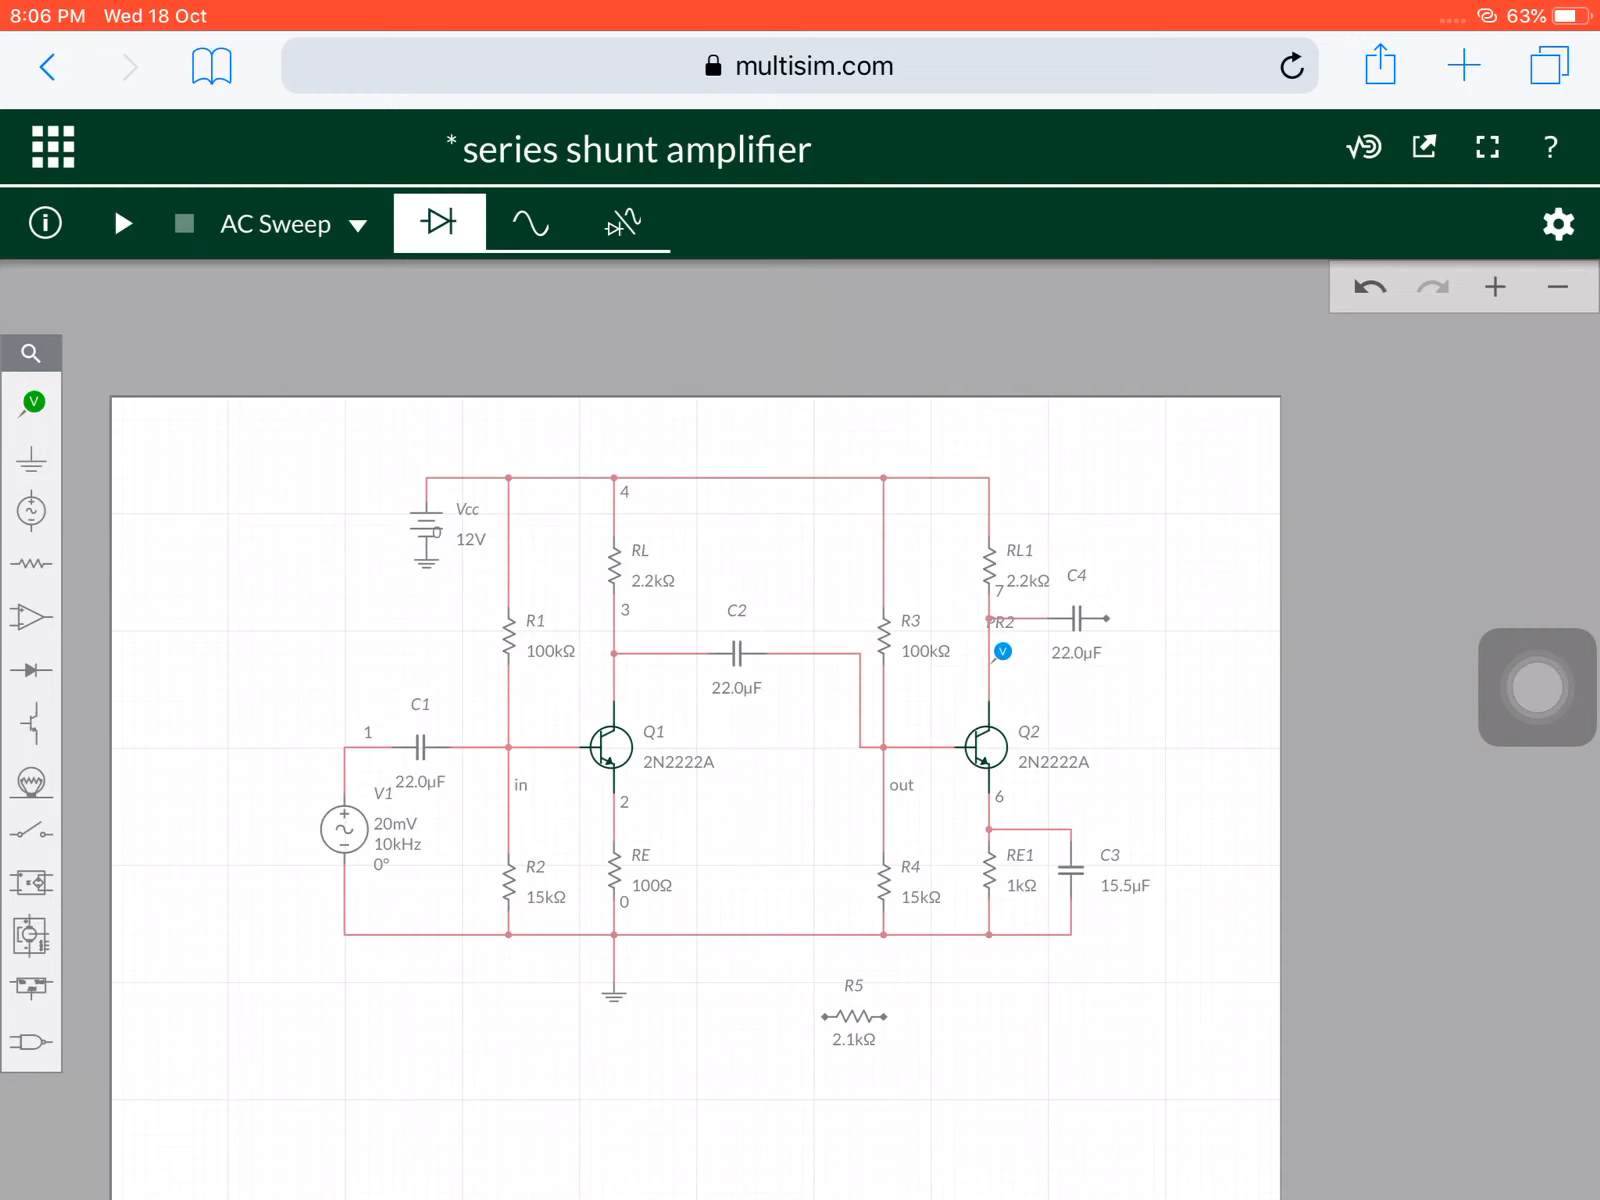 8:06 PM Wed 18 Oct
63%
multisim.com
*series shunt amplifier
?
i
AC Sweep
V
4
Vcc
0
12V
RL
2.2kΩ
RL1
2.2kΩ
7
C4
3
C2
R1
100kΩ
R3
100kΩ
PR2
V
22.0µF
22.0µF
C1
1
22.0µF
Q1
2N2222A
Q2
2N2222A
in
out
V1
20mV
10kHz
0°
2
6
R2
15kΩ
RE
100Ω
0
R4
15kΩ
RE1
1kΩ
C3
15.5µF
R5
2.1kΩ